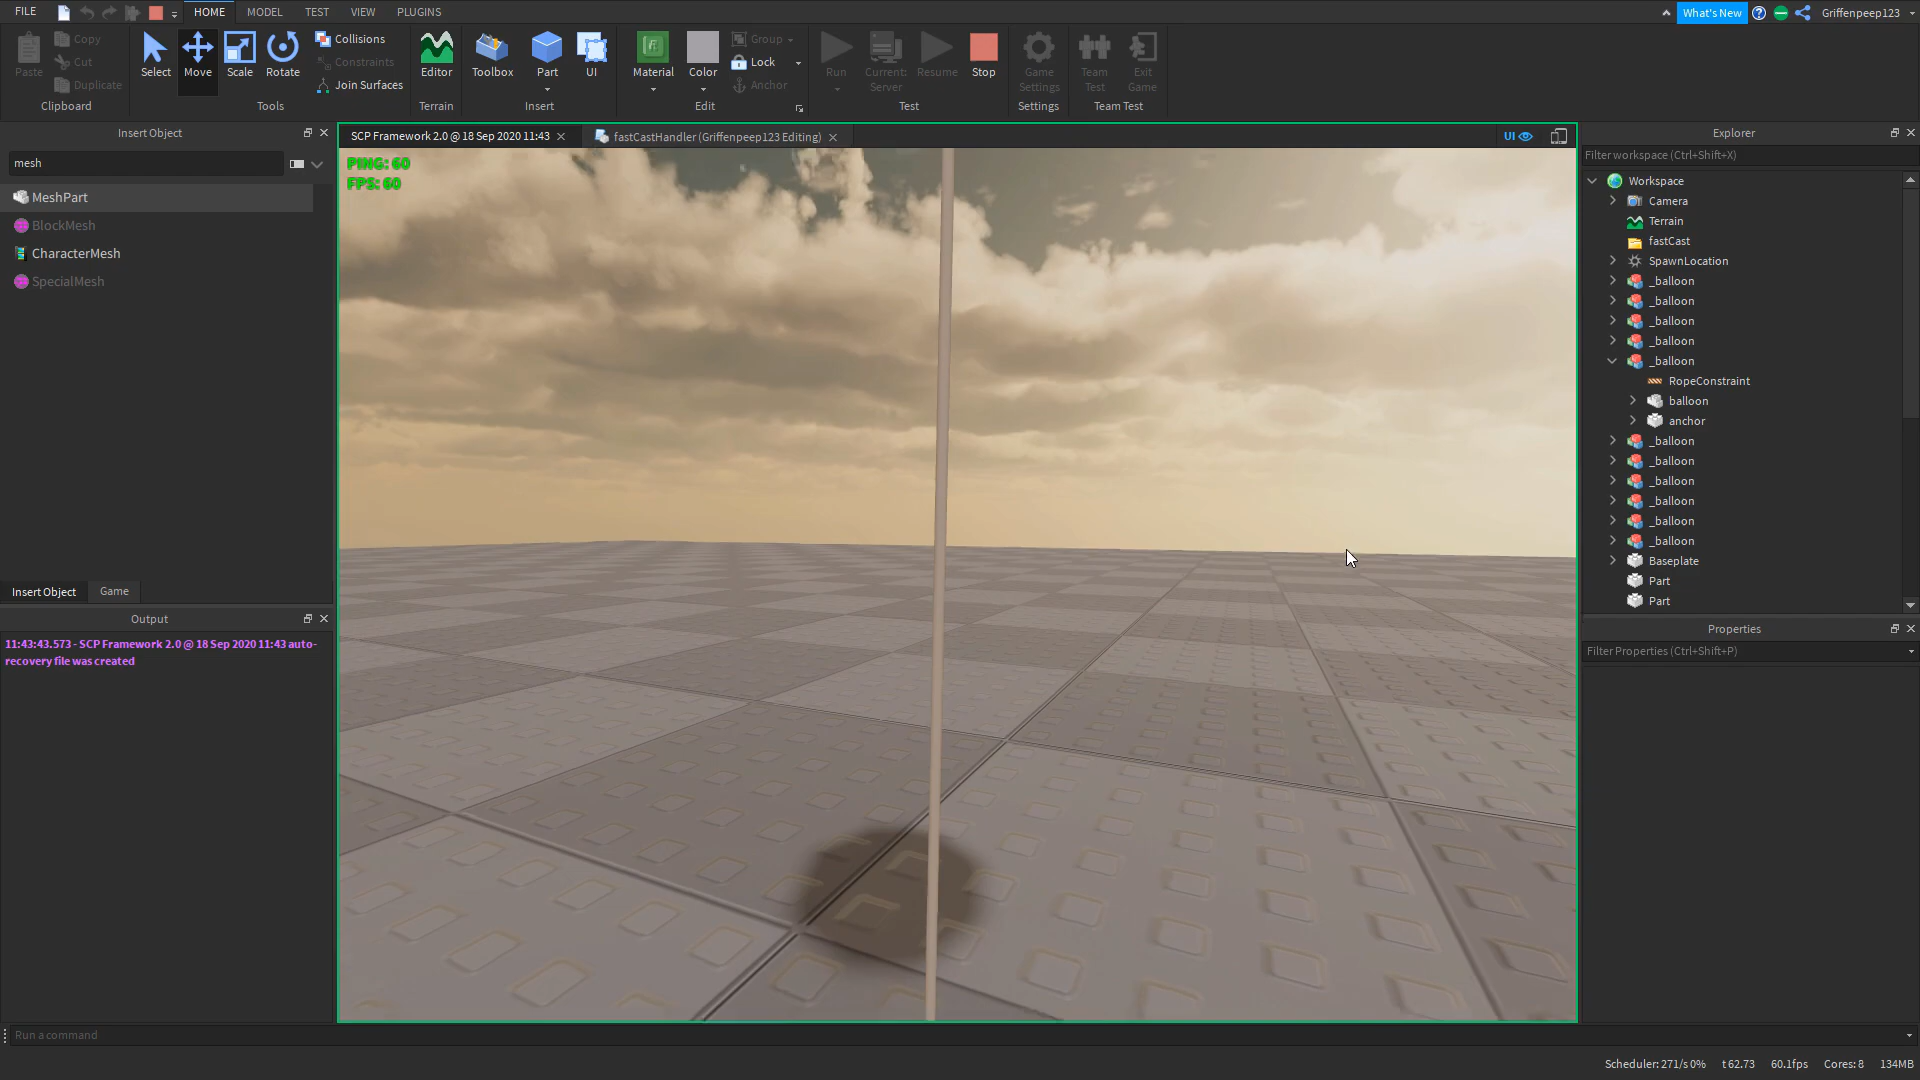 FILE
HOME
MODEL
TEST
VIEW
PLUGINS
What's New
Griffenpeep123
Paste
Copy
Cut
Duplicate
Clipboard
Select
Move
Scale
Rotate
Collisions
Constraints
Join Surfaces
Tools
Editor
Terrain
Toolbox
Part
UI
Insert
Material
Color
Group
Lock
Anchor
Edit
Run
Current:
Server
Resume
Stop
Test
Game
Settings
Settings
Team
Test
Exit
Game
Team Test
Insert Object
mesh
MeshPart
BlockMesh
CharacterMesh
SpecialMesh
Insert Object
Game
Output
11:43:43.573 - SCP Framework 2.0 @ 18 Sep 2020 11:43 auto-
recovery file was created
SCP Framework 2.0 @ 18 Sep 2020 11:43
fastCastHandler (Griffenpeep123 Editing)
UI
PING: 60
FPS: 60
Explorer
Filter workspace (Ctrl+Shift+X)
Workspace
Camera
Terrain
fastCast
SpawnLocation
_balloon
_balloon
_balloon
_balloon
_balloon
RopeConstraint
balloon
anchor
_balloon
_balloon
_balloon
_balloon
_balloon
_balloon
Baseplate
Part
Part
Properties
Filter Properties (Ctrl+Shift+P)
Run a command
Scheduler: 271/s 0%
t 62.73
60.1fps
Cores: 8
134MB